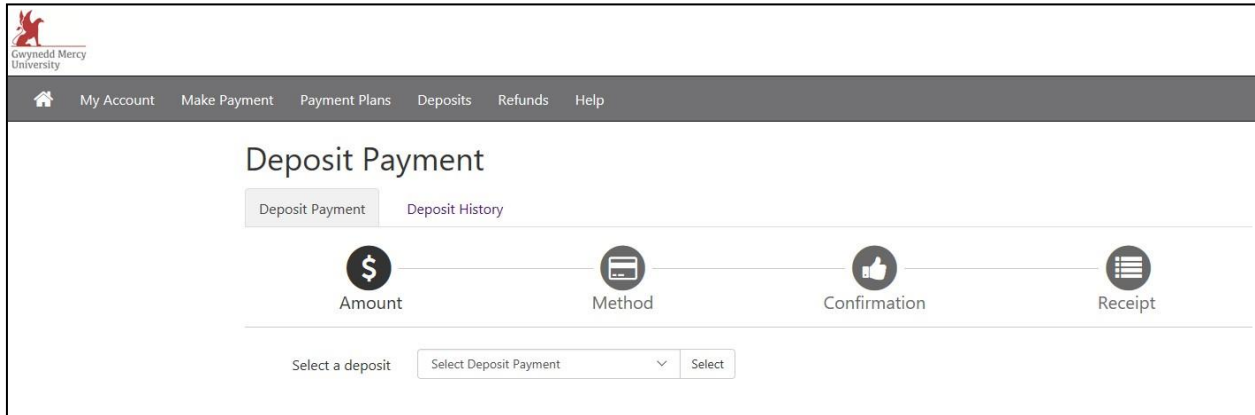 Gwynedd Mercy
University
My Account Make Payment Payment Plans Deposits Refunds Help
Deposit Payment
Deposit Payment Deposit History
Amount Method Confirmation Receipt
Select a deposit Select Deposit Payment Select